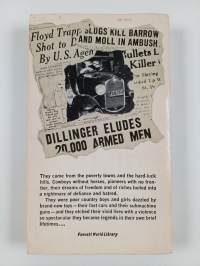 Floyd Trapp
Shot to
By U.S. Agen
SLUGS KILL BARROW
AND MOLL IN AMBUSH
Bullets
Killer
DILLINGER ELUDES
20,000 ARMED MEN
They came from the poverty towns and the hard-luck
hills. Cowboys without horses, pioneers with no fron-
tier, their dreams of freedom and of riches boiled into
a nightmare of defiance and hatred.
They were poor country boys and girls dazzled by
brand-new toys—their fast cars and their submachine
guns—and they etched their vivid lives with a violence
so spectacular they became legends in their own brief
lifetimes....
Fawcett World Library